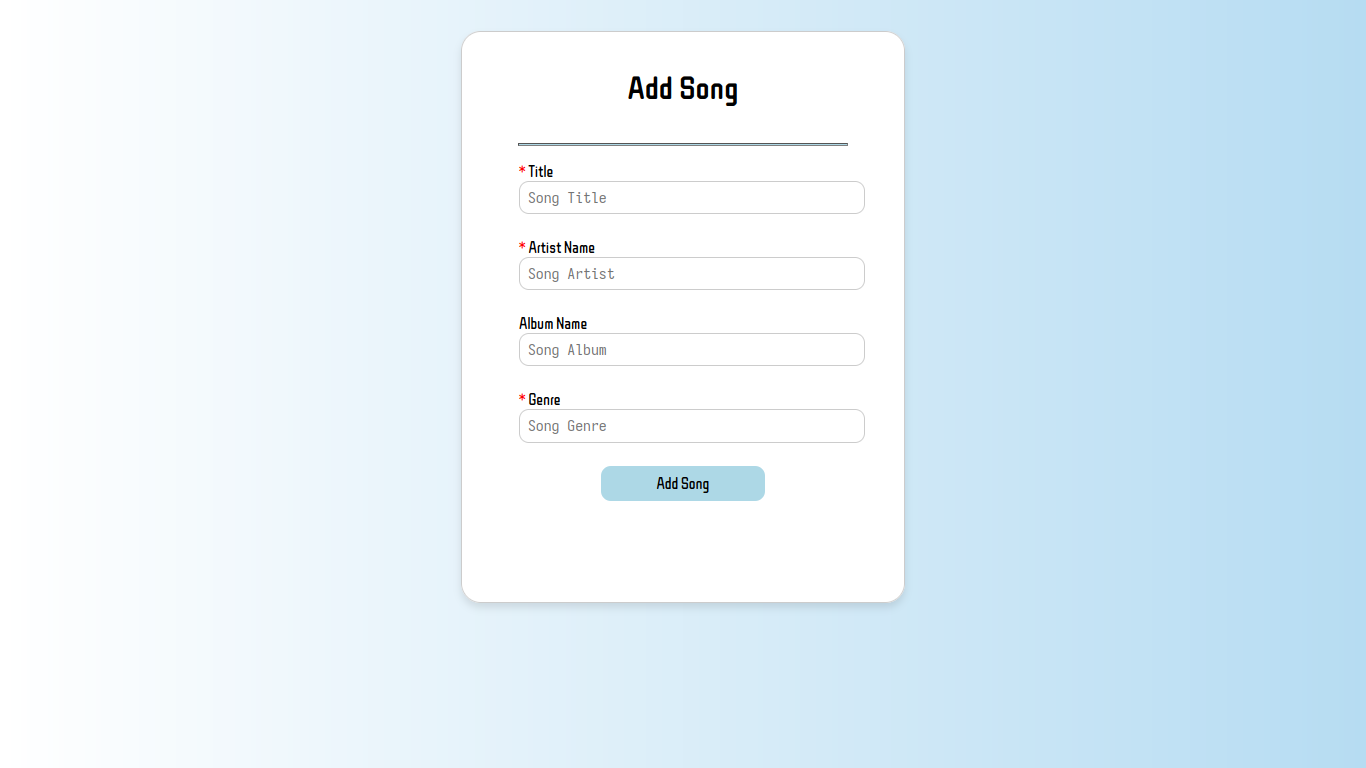 Add Song
* Title
Song Title
* Artist Name
Song Artist
Album Name
Song Album
* Genre
Song Genre
Add Song